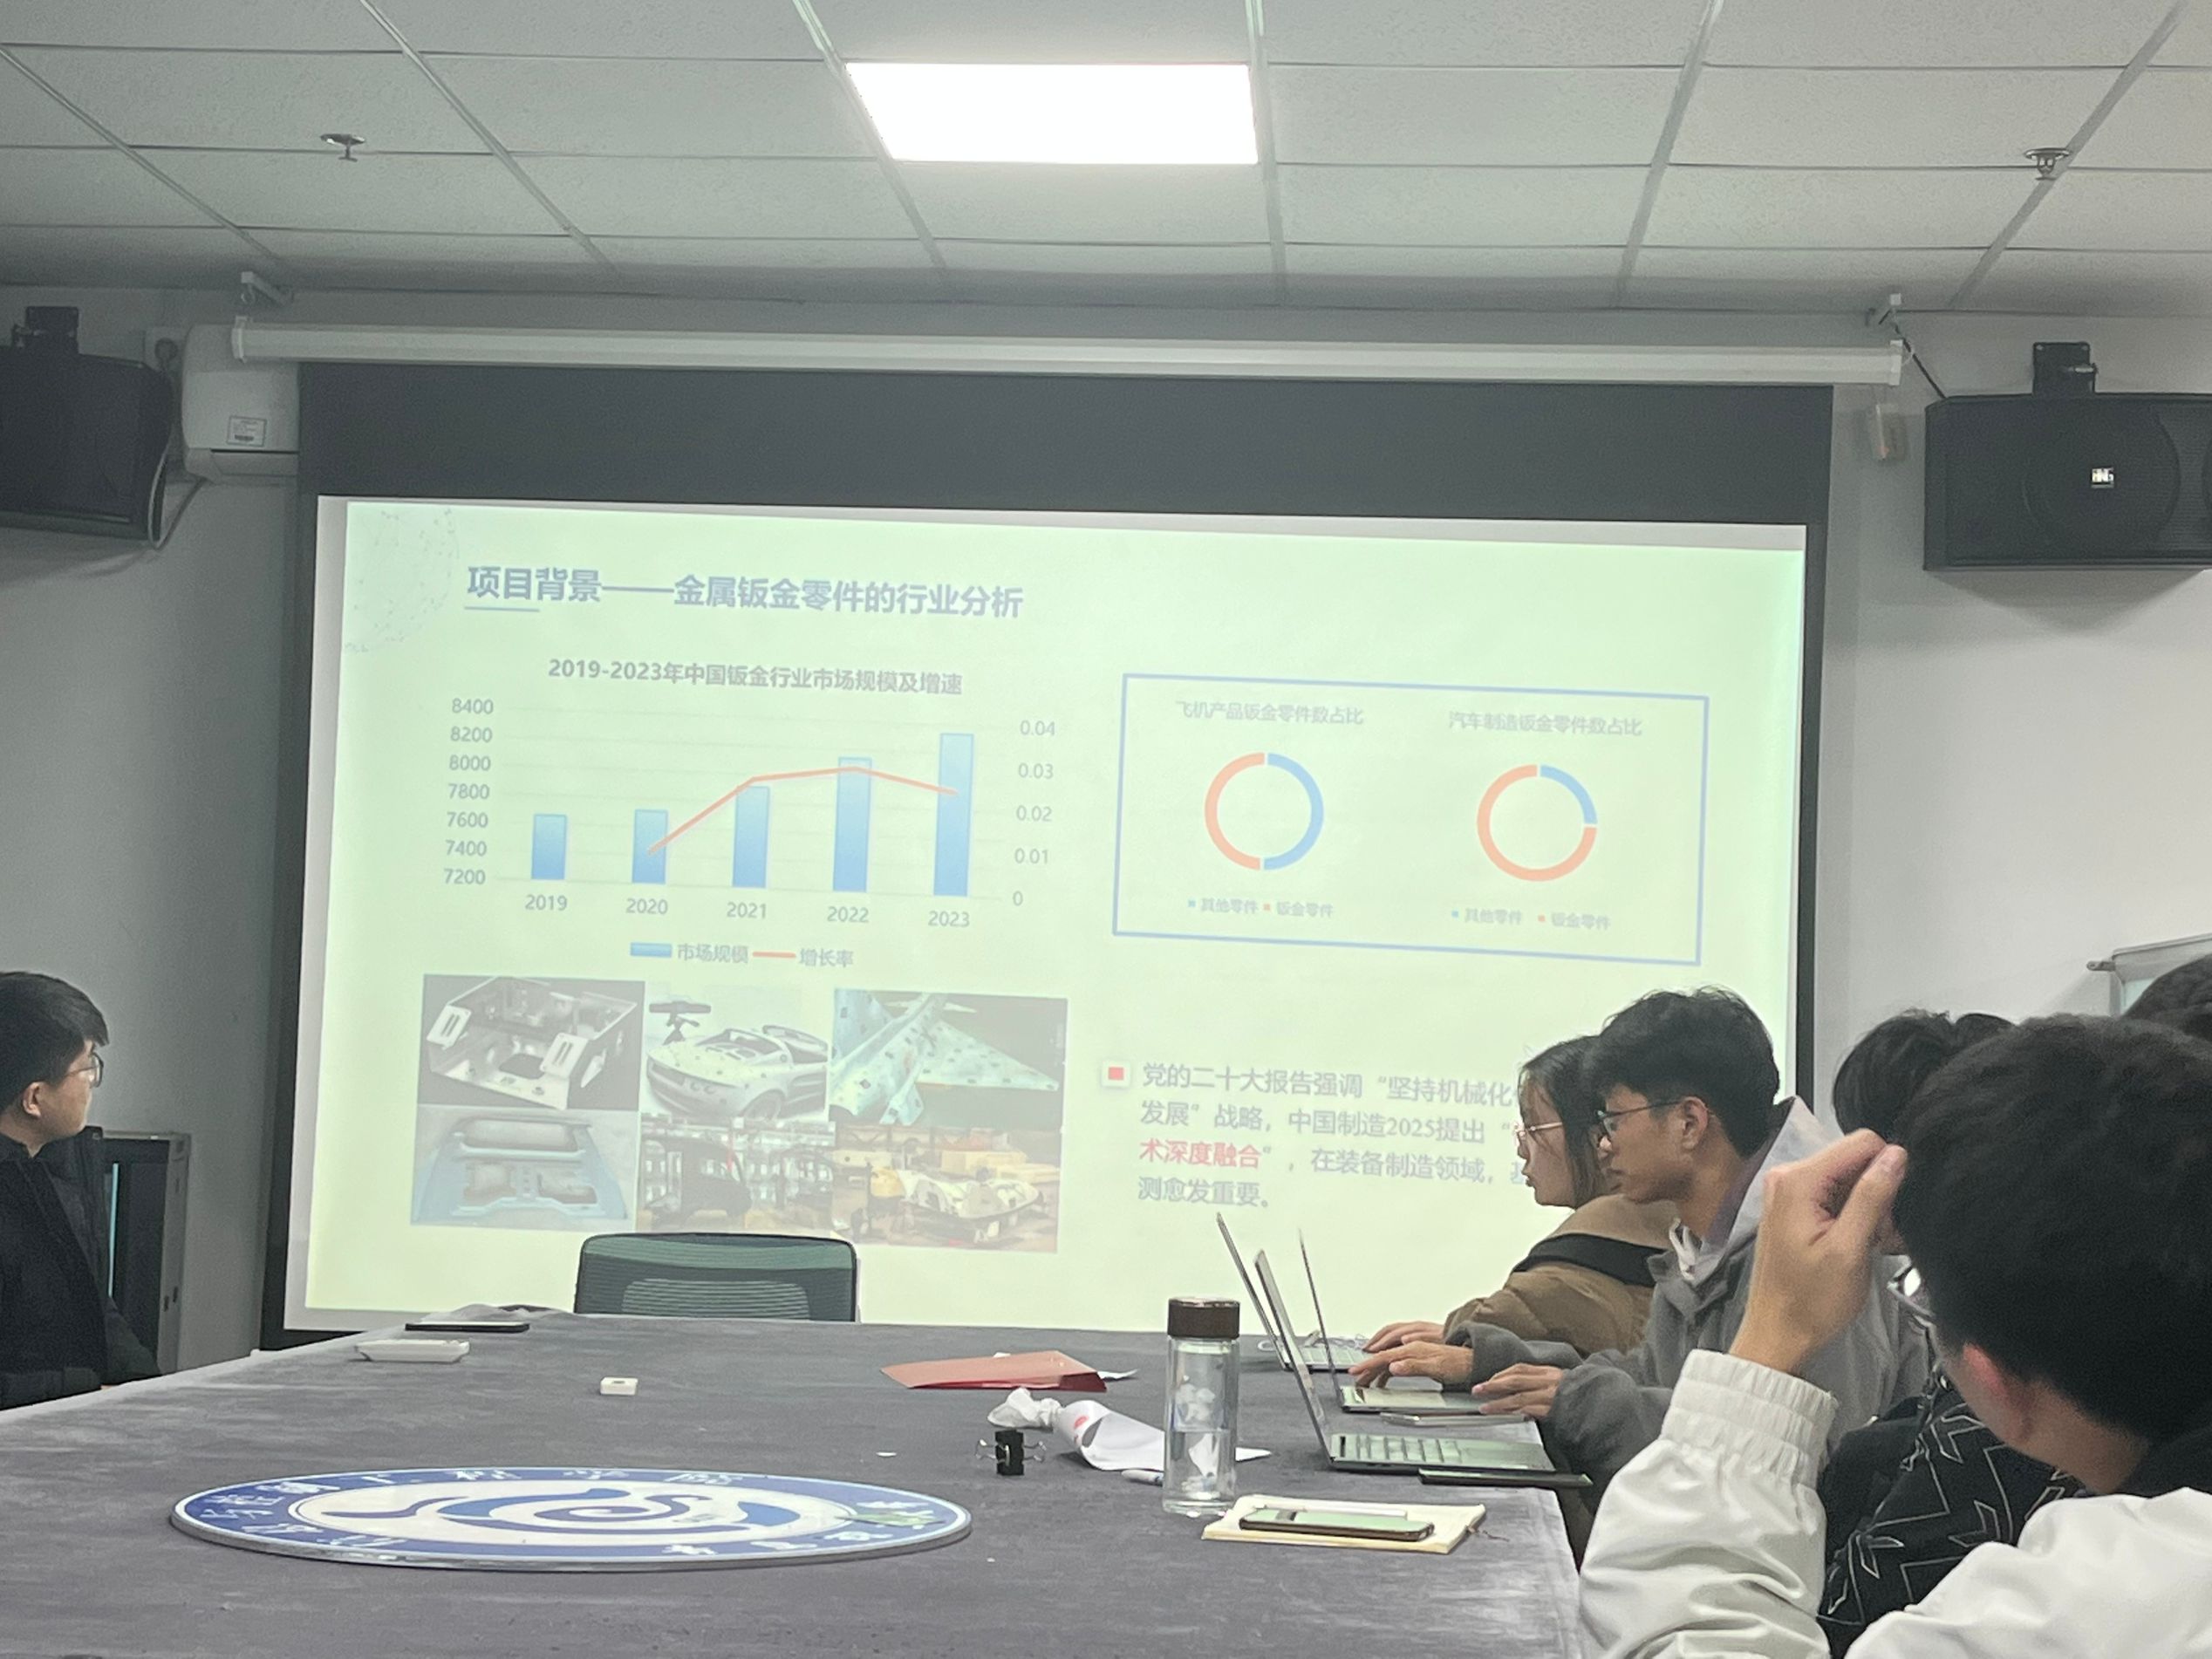 项目背景——金属钣金零件的行业分析
2019-2023年中国钣金行业市场规模及增速
8400
8200
8000
7800
7600
7400
7200
0.04
0.03
0.02
0.01
0
2019 2020 2021 2022 2023
市场规模 增长率
飞机产品钣金零件数占比
其他零件 钣金零件
汽车制造钣金零件数占比
其他零件 钣金零件
党的二十大报告强调“坚持机械化
发展”战略，中国制造2025提出“
术深度融合”，在装备制造领域，
测愈发重要。